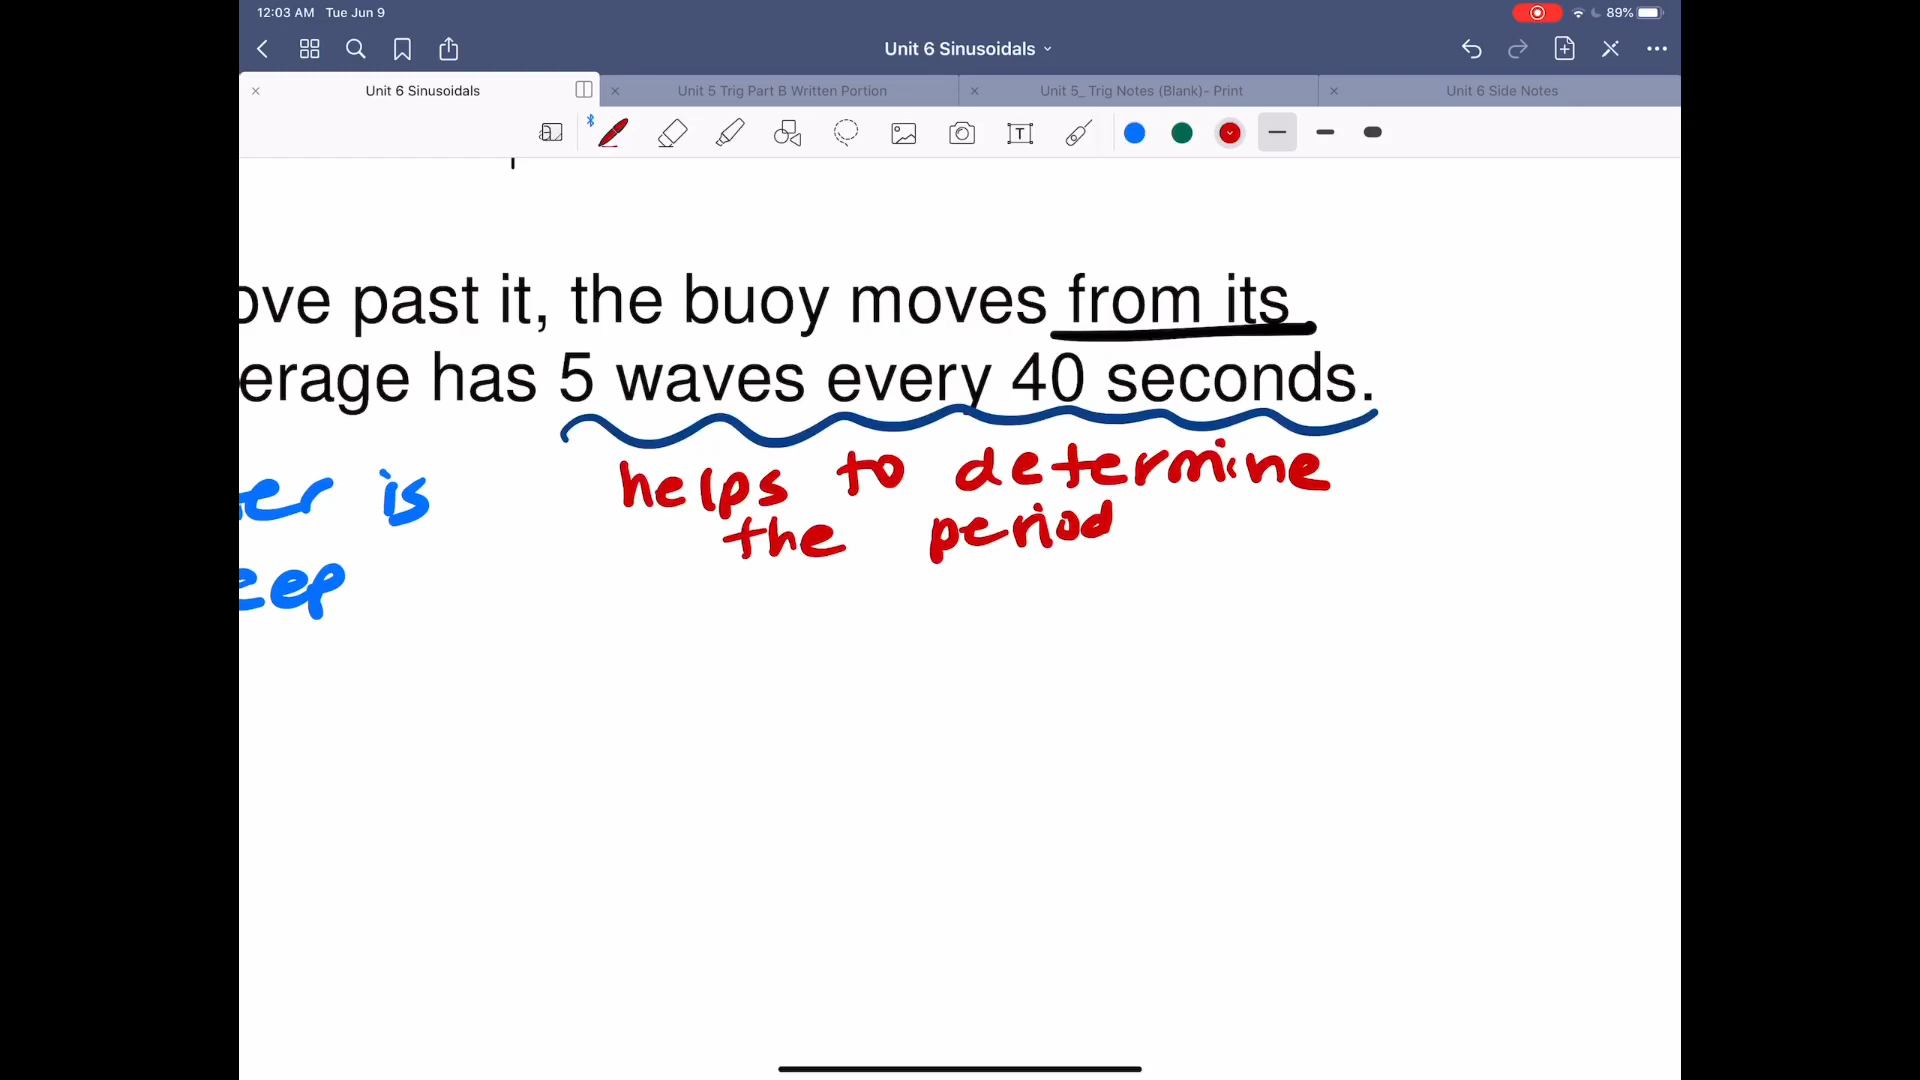 12:03 AM Tue Jun 9
89%
Unit 6 Sinusoidals
Unit 6 Sinusoidals
Unit 5 Trig Part B Written Portion
Unit 5_ Trig Notes (Blank)- Print
Unit 6 Side Notes
ove past it, the buoy moves from its
erage has 5 waves every 40 seconds.
er is
helps to determine
the period
eep